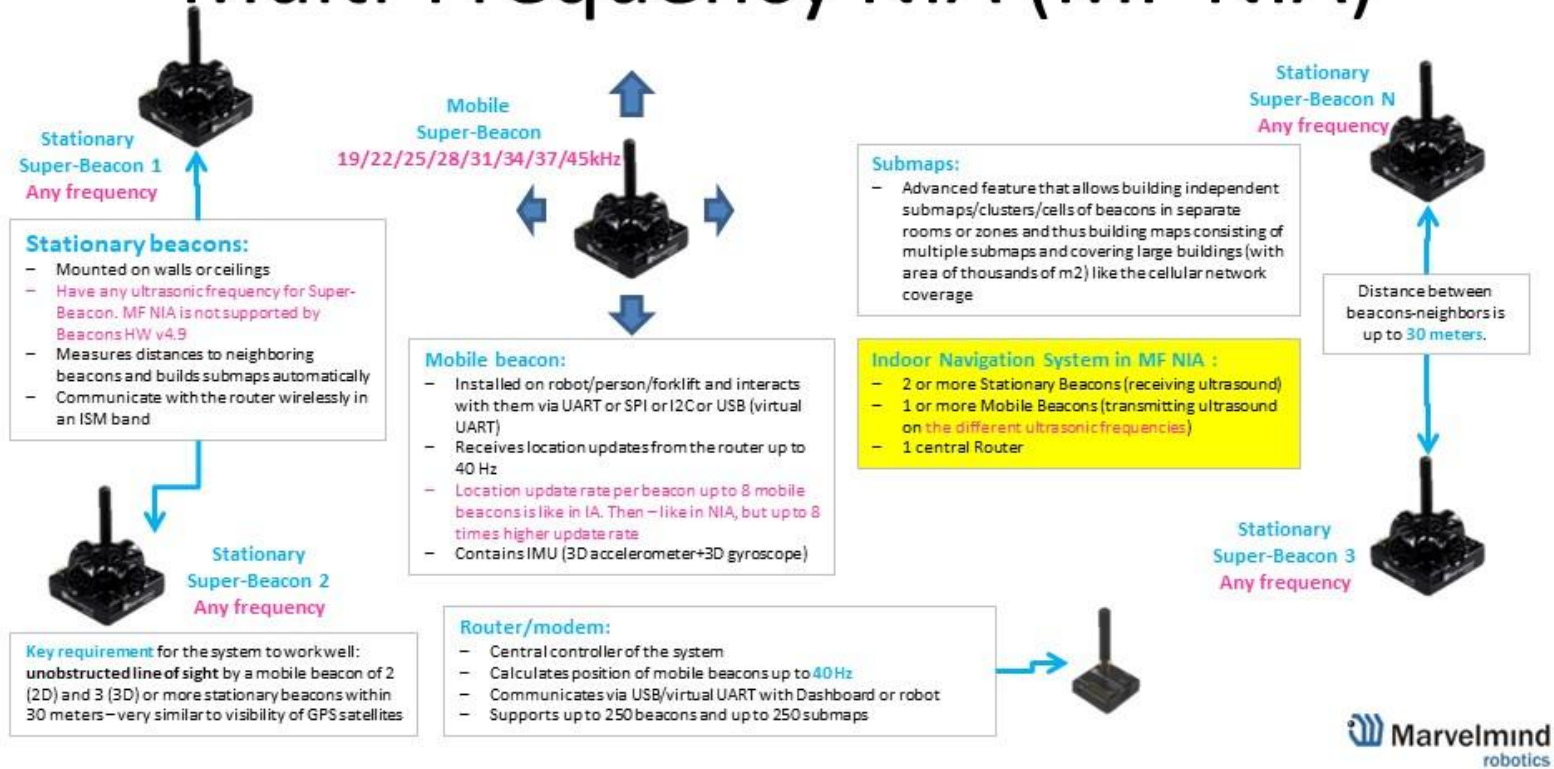 Multi-Frequency NIA (MF NIA)
Stationary
Super-Beacon 1
Any frequency
Mobile
Super-Beacon
19/22/25/28/31/34/37/45kHz
Stationary
Super-Beacon N
Any frequency
Stationary beacons:
– Mounted on walls or ceilings
– Have any ultrasonic frequency for Super-
Beacon. MF NIA is not supported by
Beacons HW v4.9
– Measures distances to neighboring
beacons and builds submaps automatically
– Communicate with the router wirelessly in
an ISM band
Submaps:
– Advanced feature that allows building independent
submaps/clusters/cells of beacons in separate
rooms or zones and thus building maps consisting of
multiple submaps and covering large buildings (with
area of thousands of m2) like the cellular network
coverage
Distance between
beacons-neighbors is
up to 30 meters.
Mobile beacon:
– Installed on robot/person/forklift and interacts
with them via UART or SPI or I2C or USB (virtual
UART)
– Receives location updates from the router up to
40 Hz
– Location update rate per beacon up to 8 mobile
beacons is like in IA. Then – like in NIA, but up to 8
times higher update rate
– Contains IMU (3D accelerometer+3D gyroscope)
Indoor Navigation System in MF NIA :
– 2 or more Stationary Beacons (receiving ultrasound)
– 1 or more Mobile Beacons (transmitting ultrasound
on the different ultrasonic frequencies)
– 1 central Router
Stationary
Super-Beacon 2
Any frequency
Stationary
Super-Beacon 3
Any frequency
Key requirement for the system to work well:
unobstructed line of sight by a mobile beacon of 2
(2D) and 3 (3D) or more stationary beacons within
30 meters – very similar to visibility of GPS satellites
Router/modem:
– Central controller of the system
– Calculates position of mobile beacons up to 40 Hz
– Communicates via USB/virtual UART with Dashboard or robot
– Supports up to 250 beacons and up to 250 submaps
Marvelmind
robotics